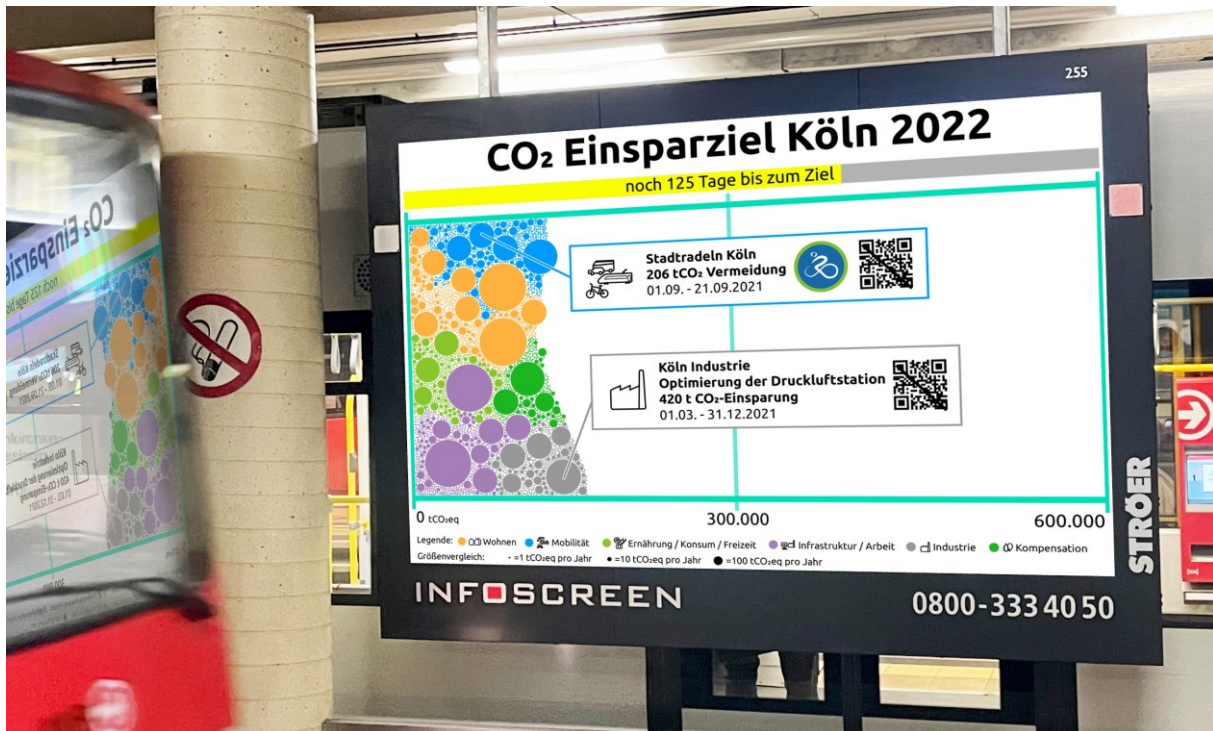 255
CO₂ Einsparziel Köln 2022
noch 125 Tage bis zum Ziel
Stadtradeln Köln
206 tCO₂ Vermeidung
01.09. - 21.09.2021
Köln Industrie
Optimierung der Druckluftstation
420 t CO₂-Einsparung
01.03. - 31.12.2021
0 tCO₂eq 300.000 600.000
Legende: Wohnen Mobilität Ernährung / Konsum / Freizeit Infrastruktur / Arbeit Industrie Kompensation
Größenvergleich: =1 tCO₂eq pro Jahr =10 tCO₂eq pro Jahr =100 tCO₂eq pro Jahr
STRÖER
INFOSCREEN 0800-333 40 50